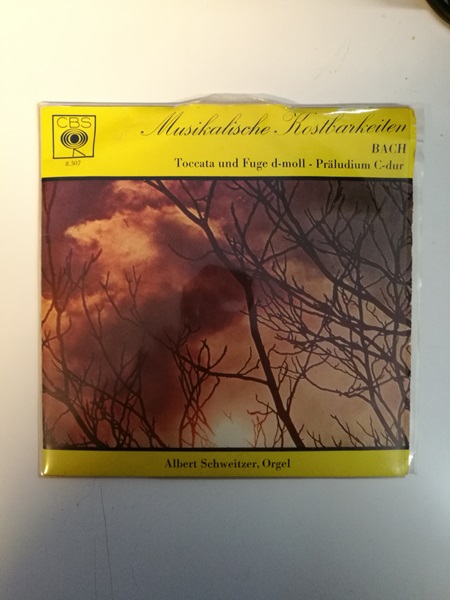 CBS
8.307
Musikalische Kostbarkeiten
BACH
Toccata und Fuge d-moll - Präludium C-dur
Albert Schweitzer, Orgel